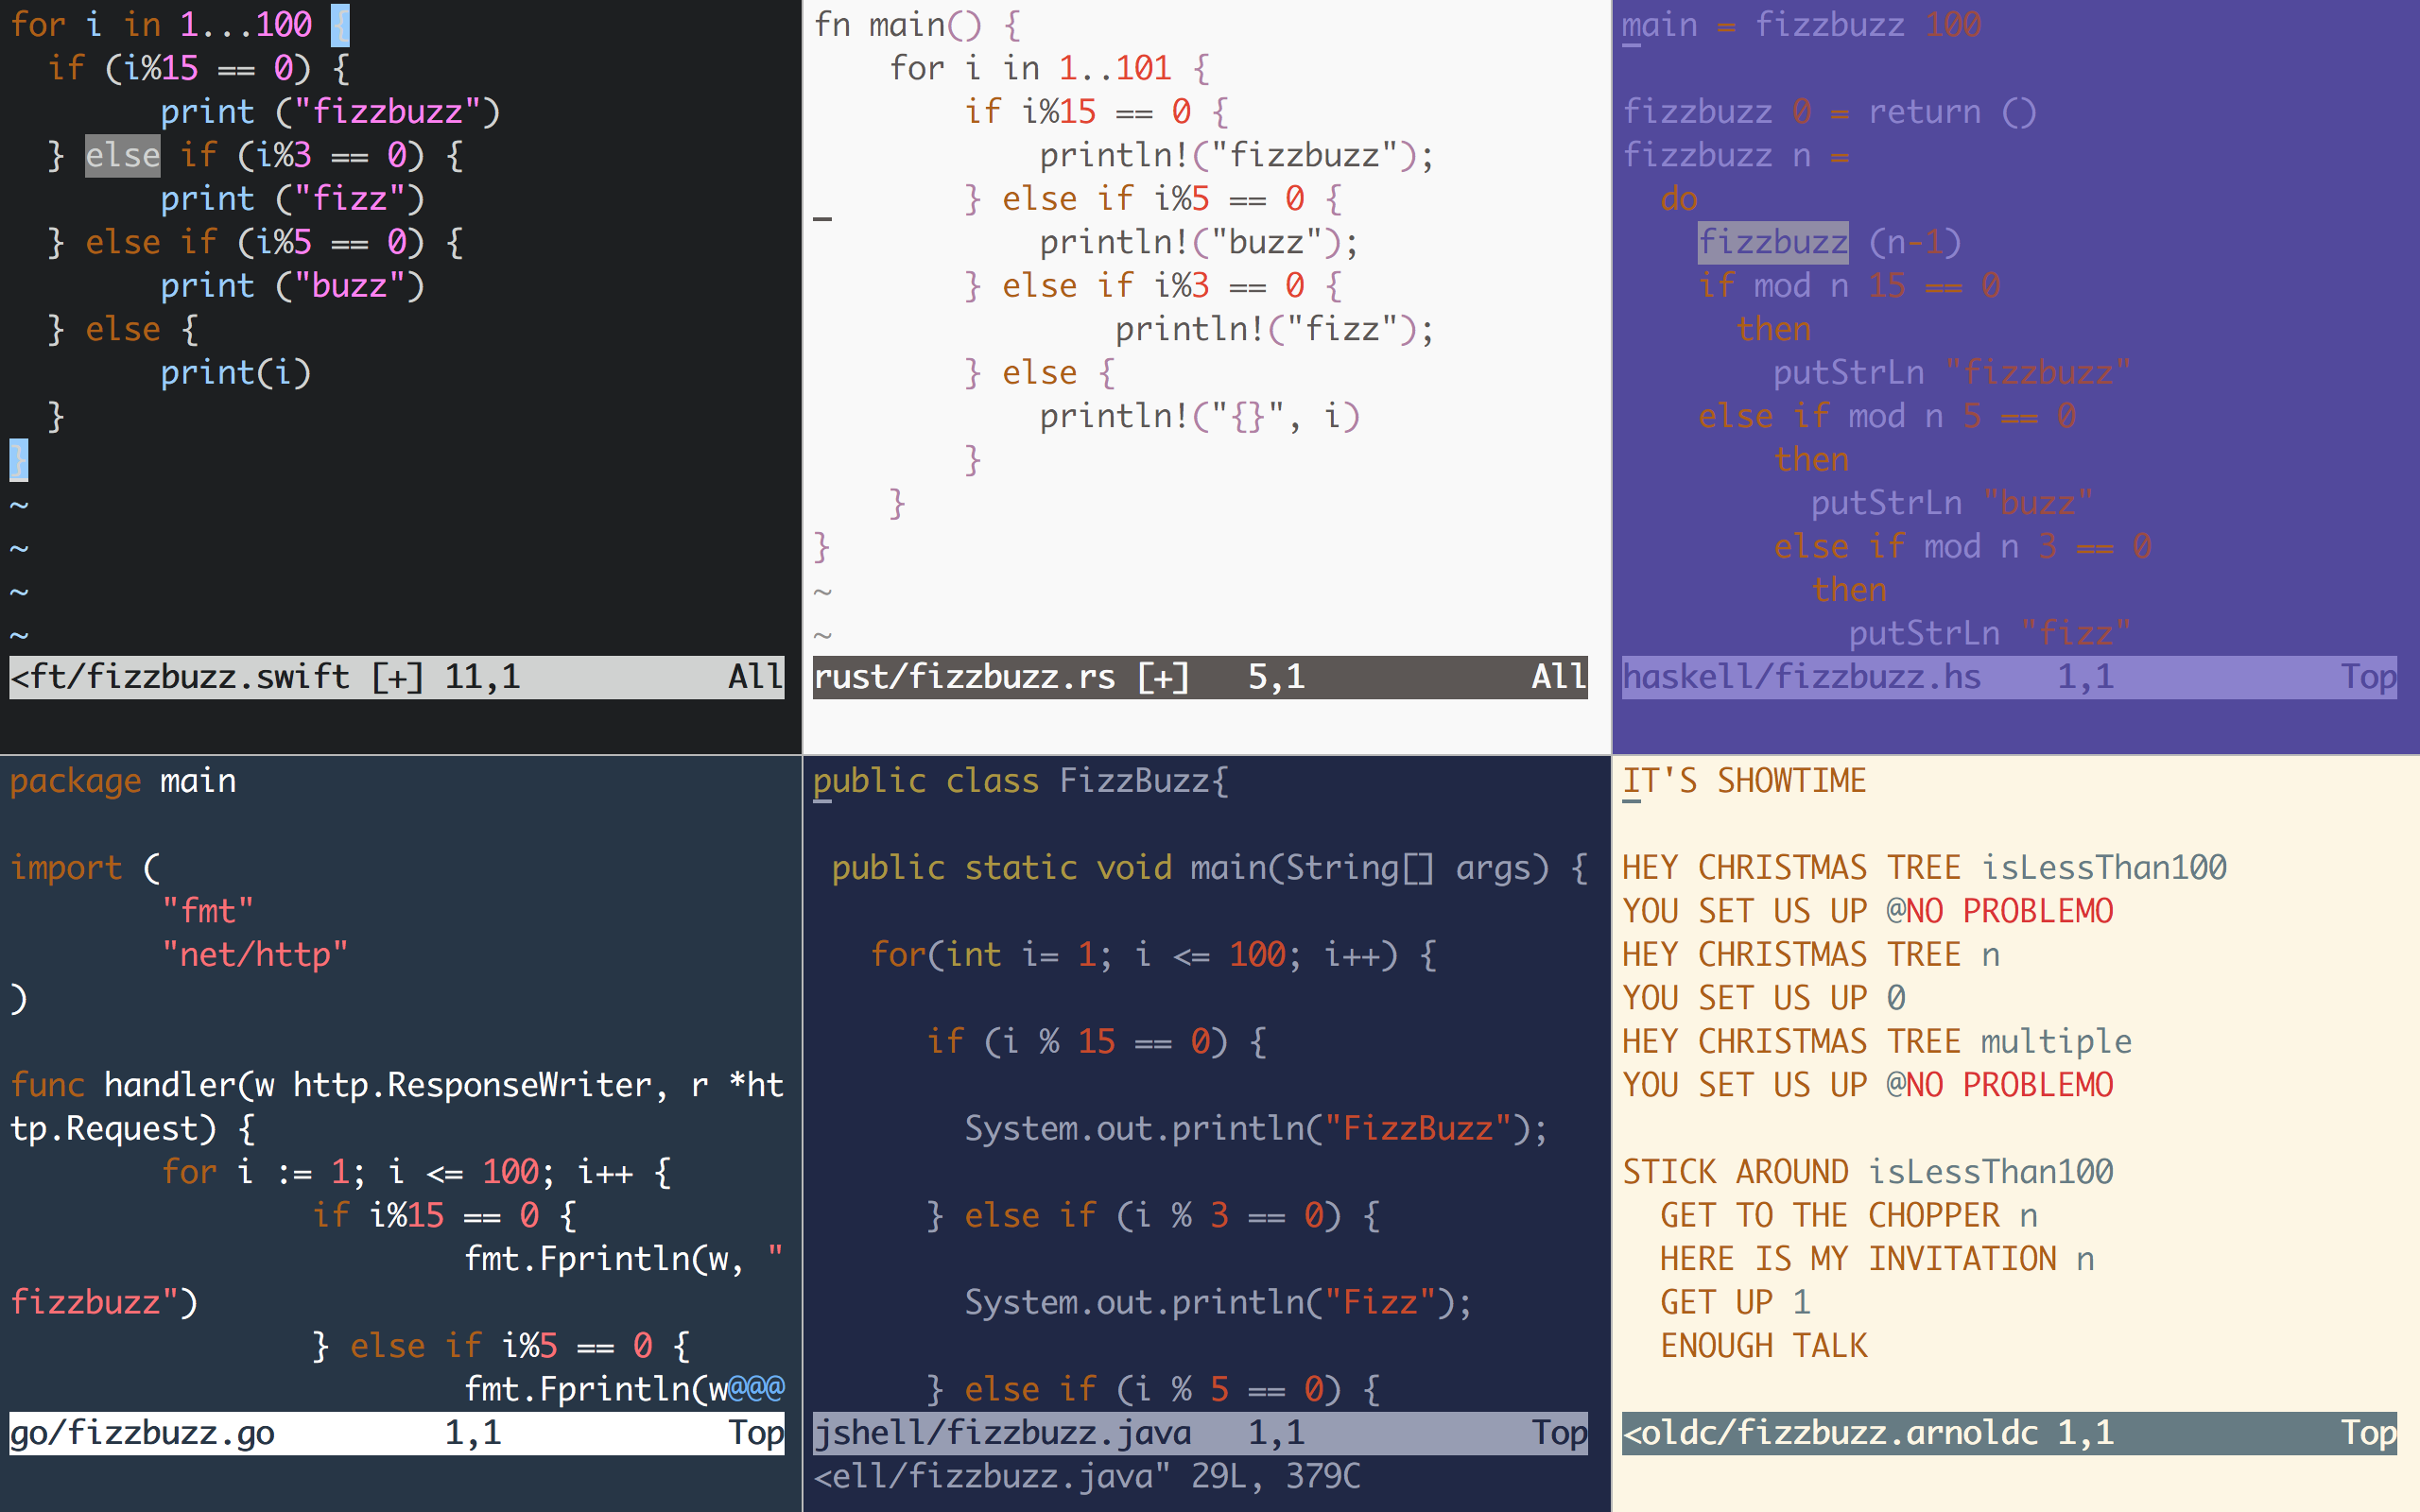 for i in 1...100 {
  if (i%15 == 0) {
        print ("fizzbuzz")
  } else if (i%3 == 0) {
        print ("fizz")
  } else if (i%5 == 0) {
        print ("buzz")
  } else {
        print(i)
  }
}
~
~
~
~
<ft/fizzbuzz.swift [+] 11,1           All
fn main() {
    for i in 1..101 {
        if i%15 == 0 {
            println!("fizzbuzz");
        } else if i%5 == 0 {
            println!("buzz");
        } else if i%3 == 0 {
                println!("fizz");
        } else {
            println!("{}", i)
        }
    }
}
~
~
rust/fizzbuzz.rs [+]   5,1            All
main = fizzbuzz 100

fizzbuzz 0 = return ()
fizzbuzz n =
  do
    fizzbuzz (n-1)
    if mod n 15 == 0
      then
        putStrLn "fizzbuzz"
    else if mod n 5 == 0
        then
          putStrLn "buzz"
        else if mod n 3 == 0
          then
            putStrLn "fizz"
haskell/fizzbuzz.hs    1,1            Top
package main

import (
        "fmt"
        "net/http"
)

func handler(w http.ResponseWriter, r *ht
tp.Request) {
        for i := 1; i <= 100; i++ {
                if i%15 == 0 {
                        fmt.Fprintln(w, "
fizzbuzz")
                } else if i%5 == 0 {
                        fmt.Fprintln(w@@@
go/fizzbuzz.go         1,1            Top
public class FizzBuzz{

 public static void main(String[] args) {

   for(int i= 1; i <= 100; i++) {

      if (i % 15 == 0) {

        System.out.println("FizzBuzz");

      } else if (i % 3 == 0) {

        System.out.println("Fizz");

      } else if (i % 5 == 0) {
jshell/fizzbuzz.java   1,1            Top
<ell/fizzbuzz.java" 29L, 379C
IT'S SHOWTIME

HEY CHRISTMAS TREE isLessThan100
YOU SET US UP @NO PROBLEMO
HEY CHRISTMAS TREE n
YOU SET US UP 0
HEY CHRISTMAS TREE multiple
YOU SET US UP @NO PROBLEMO

STICK AROUND isLessThan100
  GET TO THE CHOPPER n
  HERE IS MY INVITATION n
  GET UP 1
  ENOUGH TALK
<oldc/fizzbuzz.arnoldc 1,1            Top